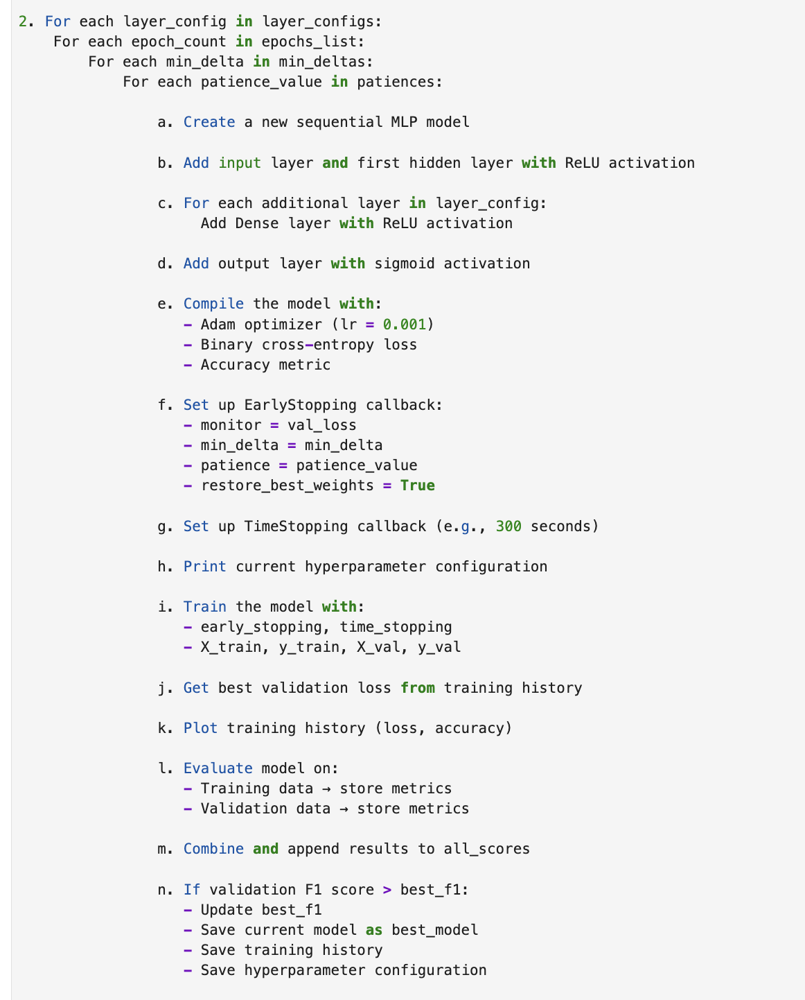 2. For each layer_config in layer_configs:
For each epoch_count in epochs_list:
For each min_delta in min_deltas:
For each patience_value in patiences:
a. Create a new sequential MLP model
b. Add input layer and first hidden layer with ReLU activation
c. For each additional layer in layer_config:
Add Dense layer with ReLU activation
d. Add output layer with sigmoid activation
e. Compile the model with:
- Adam optimizer (lr = 0.001)
- Binary cross-entropy loss
- Accuracy metric
f. Set up EarlyStopping callback:
- monitor = val_loss
- min_delta = min_delta
- patience = patience_value
- restore_best_weights = True
g. Set up TimeStopping callback (e.g., 300 seconds)
h. Print current hyperparameter configuration
i. Train the model with:
- early_stopping, time_stopping
- X_train, y_train, X_val, y_val
j. Get best validation loss from training history
k. Plot training history (loss, accuracy)
l. Evaluate model on:
- Training data → store metrics
- Validation data → store metrics
m. Combine and append results to all_scores
n. If validation F1 score > best_f1:
- Update best_f1
- Save current model as best_model
- Save training history
- Save hyperparameter configuration